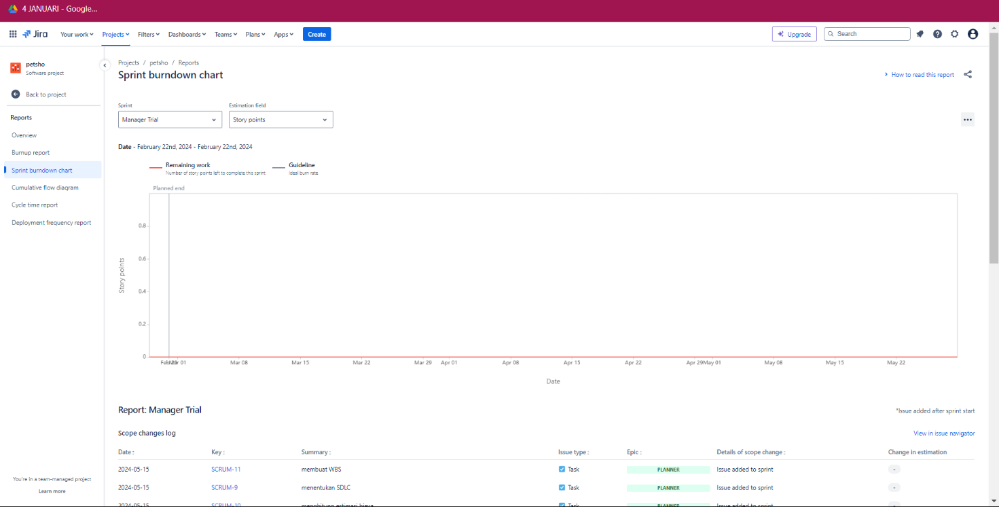 4 JANUARI - Google...
Jira Your work Projects Filters Dashboards Teams Plans Apps Create Upgrade Search
petsho
Software project
Back to project
Reports
Overview
Burnup report
Sprint burndown chart
Cumulative flow diagram
Cycle time report
Deployment frequency report
You're in a team-managed project
Learn more
Projects / petsho / Reports
Sprint burndown chart
How to read this report
Sprint Estimation field
Manager Trial Story points
Date - February 22nd, 2024 - February 22nd, 2024
Remaining work Guideline
Number of story points left to complete this sprint Ideal burn rate
Planned end
0.8
0.6
0.4
0.2
0
Story points
Mar 01 Mar 08 Mar 15 Mar 22 Mar 29 Apr 01 Apr 08 Apr 15 Apr 22 Apr 29 May 01 May 08 May 15 May 22
Date
Report: Manager Trial
*Issue added after sprint start
Scope changes log
View in issue navigator
Date : Key : Summary : Issue type : Epic : Details of scope change : Change in estimation
2024-05-15 SCRUM-11 membuat WBS Task PLANNER Issue added to sprint -
2024-05-15 SCRUM-9 menentukan SDLC Task PLANNER Issue added to sprint -
2024-05-15 SCRUM-10 menghitung estimasi biaya Task PLANNER Issue added to sprint